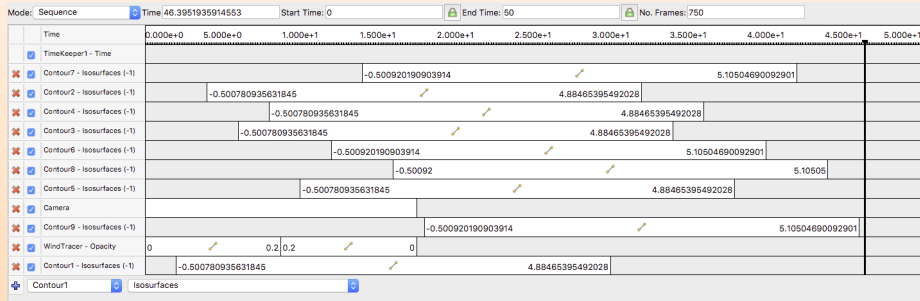 Mode: Sequence Time 46.3951935914553 Start Time: 0 End Time: 50 No. Frames: 750
Time 0.000e+0 5.000e+0 1.000e+1 1.500e+1 2.000e+1 2.500e+1 3.000e+1 3.500e+1 4.000e+1 4.500e+1 5.000e+1
TimeKeeper1 - Time
Contour7 - Isosurfaces (-1) -0.500920190903914 5.10504690092901
Contour2 - Isosurfaces (-1) -0.500780935631845 4.88465395492028
Contour4 - Isosurfaces (-1) -0.500780935631845 4.88465395492028
Contour3 - Isosurfaces (-1) -0.500780935631845 4.88465395492028
Contour6 - Isosurfaces (-1) -0.500920190903914 5.10504690092901
Contour8 - Isosurfaces (-1) -0.50092 5.10505
Contour5 - Isosurfaces (-1) -0.500780935631845 4.88465395492028
Camera
Contour9 - Isosurfaces (-1) -0.500920190903914 5.10504690092901
WindTracer - Opacity 0 0.2 0.2 0
Contour1 - Isosurfaces (-1) -0.500780935631845 4.88465395492028
Contour1 Isosurfaces